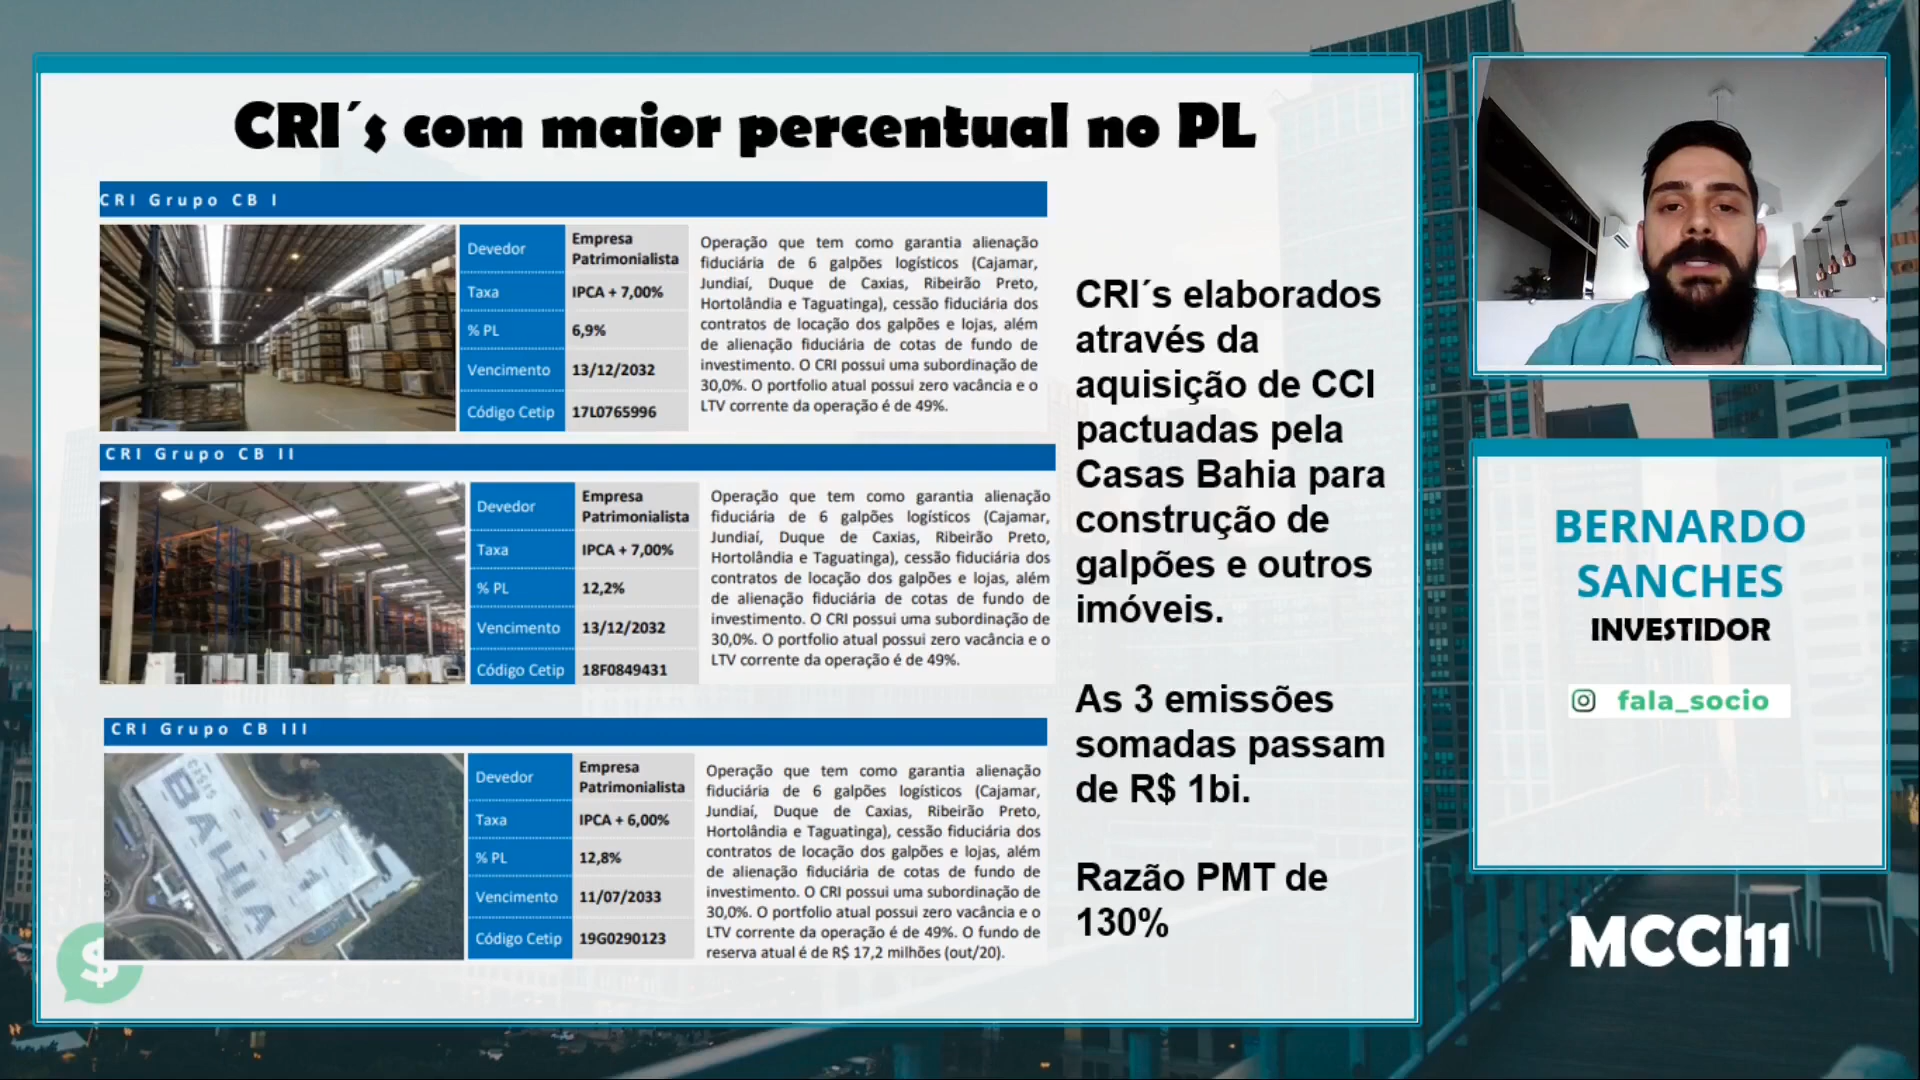 CRI´s com maior percentual no PL
CRI Grupo CB I
Devedor
Empresa
Patrimonialista
Taxa
IPCA + 7,00%
% PL
6,9%
Vencimento
13/12/2032
Código Cetip
17L0765996
Operação que tem como garantia alienação
fiduciária de 6 galpões logísticos (Cajamar,
Jundiaí, Duque de Caxias, Ribeirão Preto,
Hortolândia e Taguatinga), cessão fiduciária dos
contratos de locação dos galpões e lojas, além
de alienação fiduciária de cotas de fundo de
investimento. O CRI possui uma subordinação de
30,0%. O portfolio atual possui zero vacância e o
LTV corrente da operação é de 49%.
CRI Grupo CB II
Devedor
Empresa
Patrimonialista
Taxa
IPCA + 7,00%
% PL
12,2%
Vencimento
13/12/2032
Código Cetip
18F0849431
Operação que tem como garantia alienação
fiduciária de 6 galpões logísticos (Cajamar,
Jundiaí, Duque de Caxias, Ribeirão Preto,
Hortolândia e Taguatinga), cessão fiduciária dos
contratos de locação dos galpões e lojas, além
de alienação fiduciária de cotas de fundo de
investimento. O CRI possui uma subordinação de
30,0%. O portfolio atual possui zero vacância e o
LTV corrente da operação é de 49%.
CRI Grupo CB III
CASAS
BAHIA
Devedor
Empresa
Patrimonialista
Taxa
IPCA + 6,00%
% PL
12,8%
Vencimento
11/07/2033
Código Cetip
19G0290123
Operação que tem como garantia alienação
fiduciária de 6 galpões logísticos (Cajamar,
Jundiaí, Duque de Caxias, Ribeirão Preto,
Hortolândia e Taguatinga), cessão fiduciária dos
contratos de locação dos galpões e lojas, além
de alienação fiduciária de cotas de fundo de
investimento. O CRI possui uma subordinação de
30,0%. O portfolio atual possui zero vacância e o
LTV corrente da operação é de 49%. O fundo de
reserva atual é de R$ 17,2 milhões (out/20).
$
CRI´s elaborados
através da
aquisição de CCI
pactuadas pela
Casas Bahia para
construção de
galpões e outros
imóveis.
As 3 emissões
somadas passam
de R$ 1bi.
Razão PMT de
130%
BERNARDO
SANCHES
INVESTIDOR
fala_socio
MCCI11